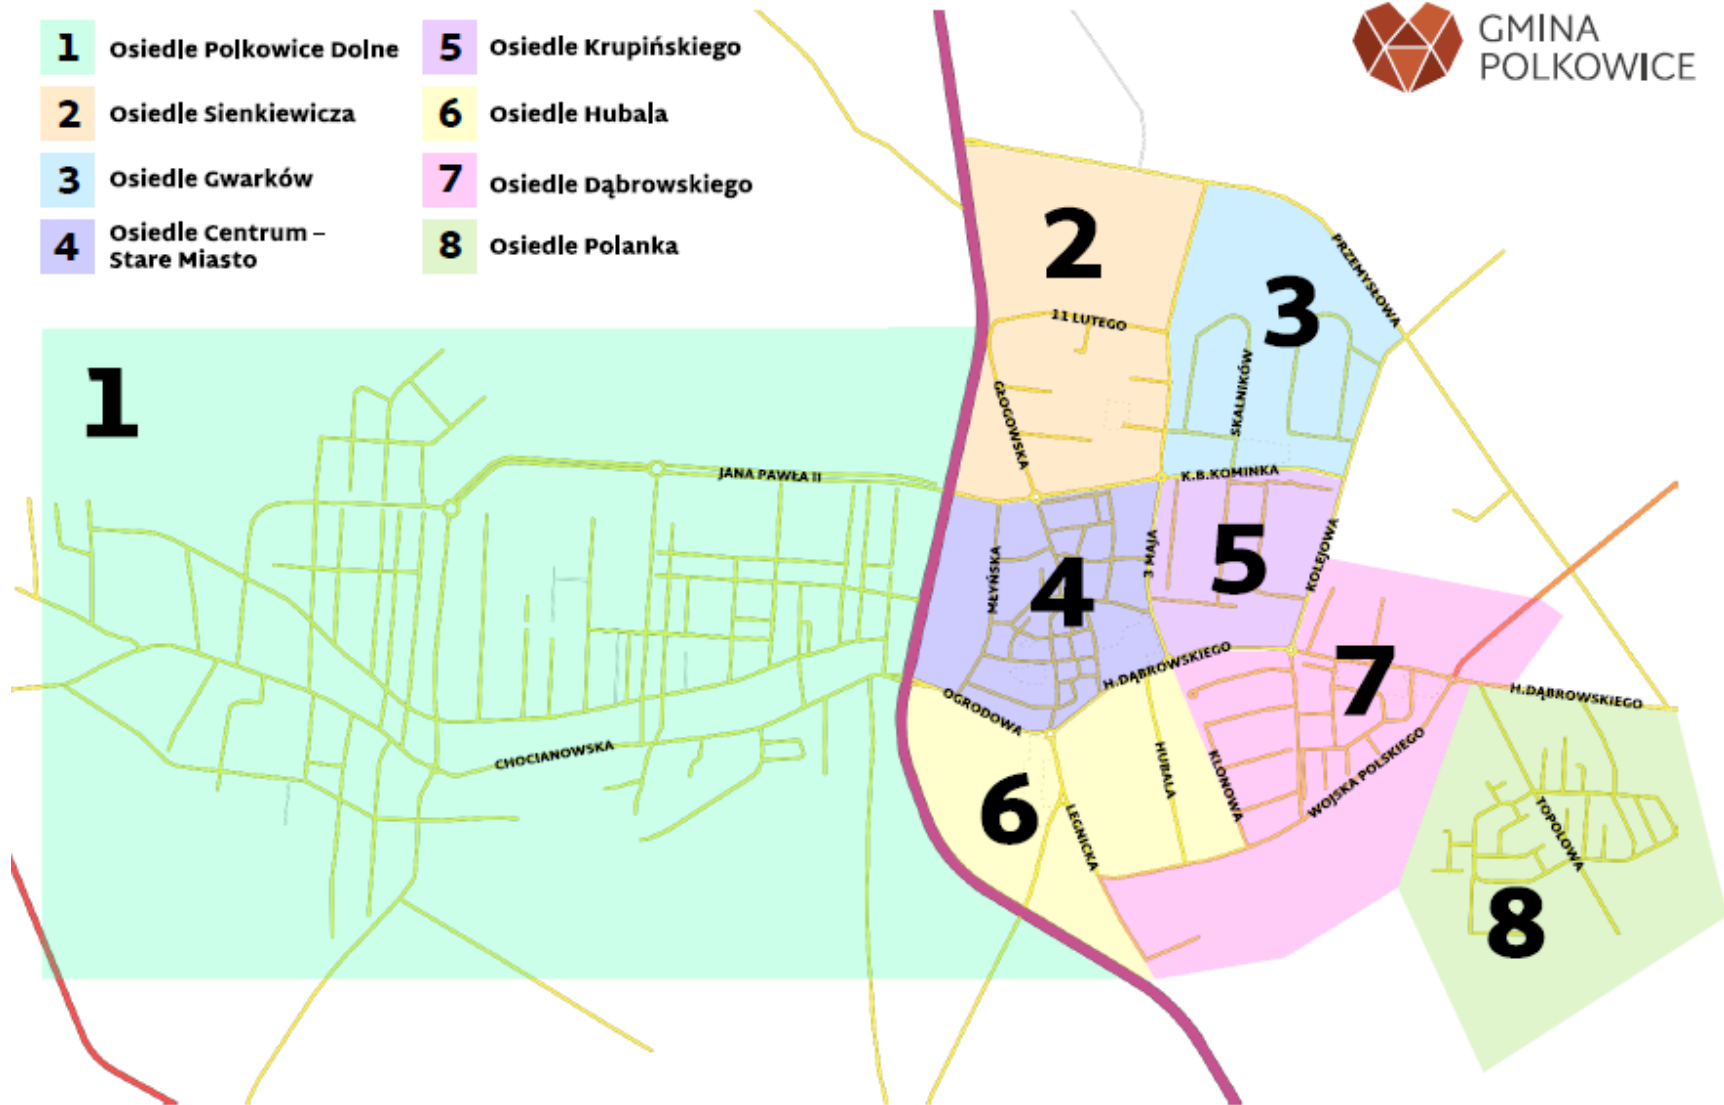 1 Osiedle Polkowice Dolne
2 Osiedle Sienkiewicza
3 Osiedle Gwarków
4 Osiedle Centrum –
Stare Miasto
5 Osiedle Krupińskiego
6 Osiedle Hubala
7 Osiedle Dąbrowskiego
8 Osiedle Polanka
GMINA
POLKOWICE
1
2
3
4
5
6
7
8
PRZEMYSŁOWA
11 LUTEGO
SKALNIKÓW
GŁOGOWSKA
JANA PAWŁA II
K.B.KOMINKA
MŁYŃSKA
3 MAJA
KOLEJOWA
H.DĄBROWSKIEGO
H.DĄBROWSKIEGO
OGRODOWA
CHOCIANOWSKA
HUBALA
KLONOWA
WOJSKA POLSKIEGO
LEGNICKA
TOPOLOWA